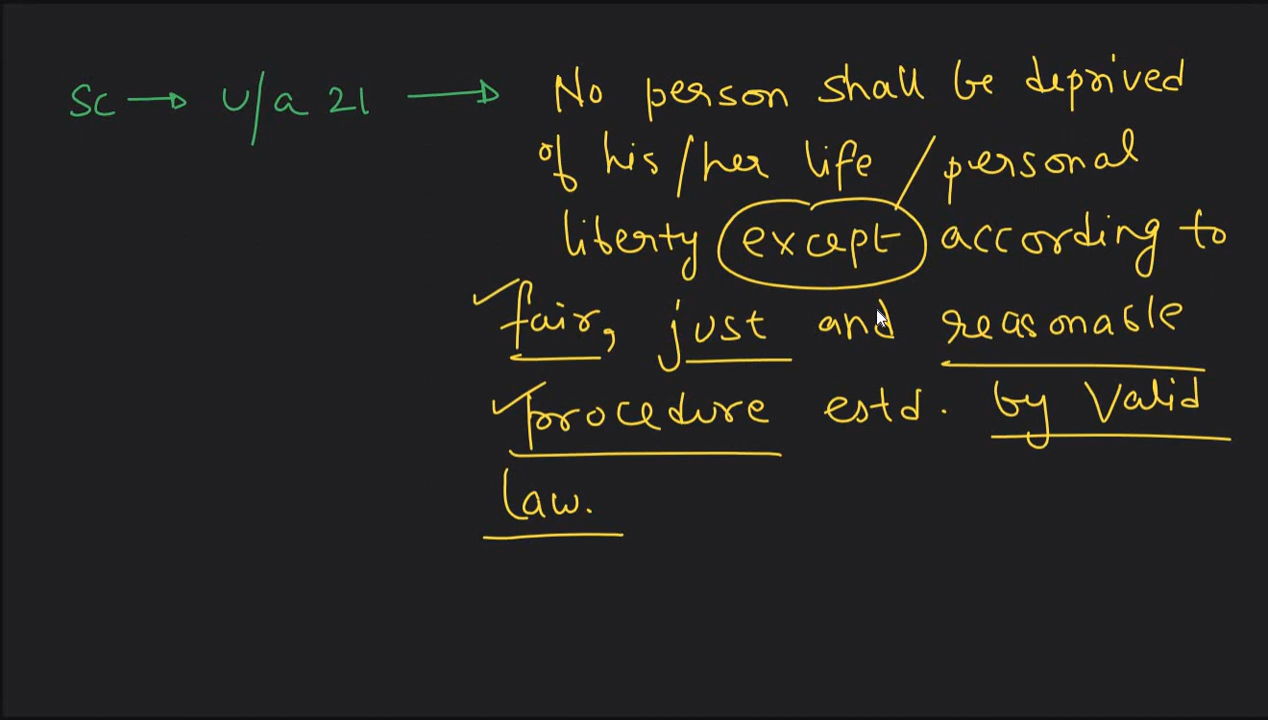 SC → U/a 21 → No person shall be deprived
of his/her life / personal
liberty except according to
fair, just and reasonable
procedure estd. by Valid
law.